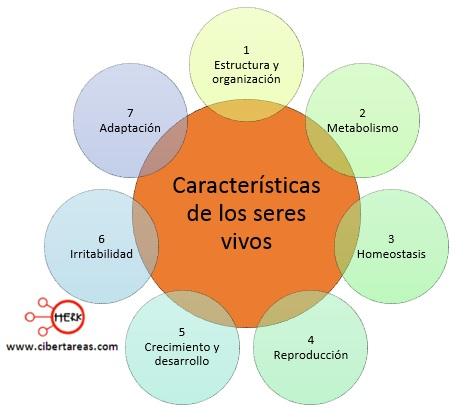 1
Estructura y
organización
2
Metabolismo
3
Homeostasis
4
Reproducción
5
Crecimiento y
desarrollo
6
Irritabilidad
7
Adaptación
Características
de los seres
vivos
MERK
www.cibertareas.com